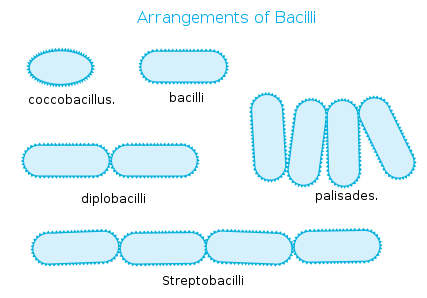 Arrangements of Bacilli
coccobacillus.
bacilli
diplobacilli
palisades.
Streptobacilli